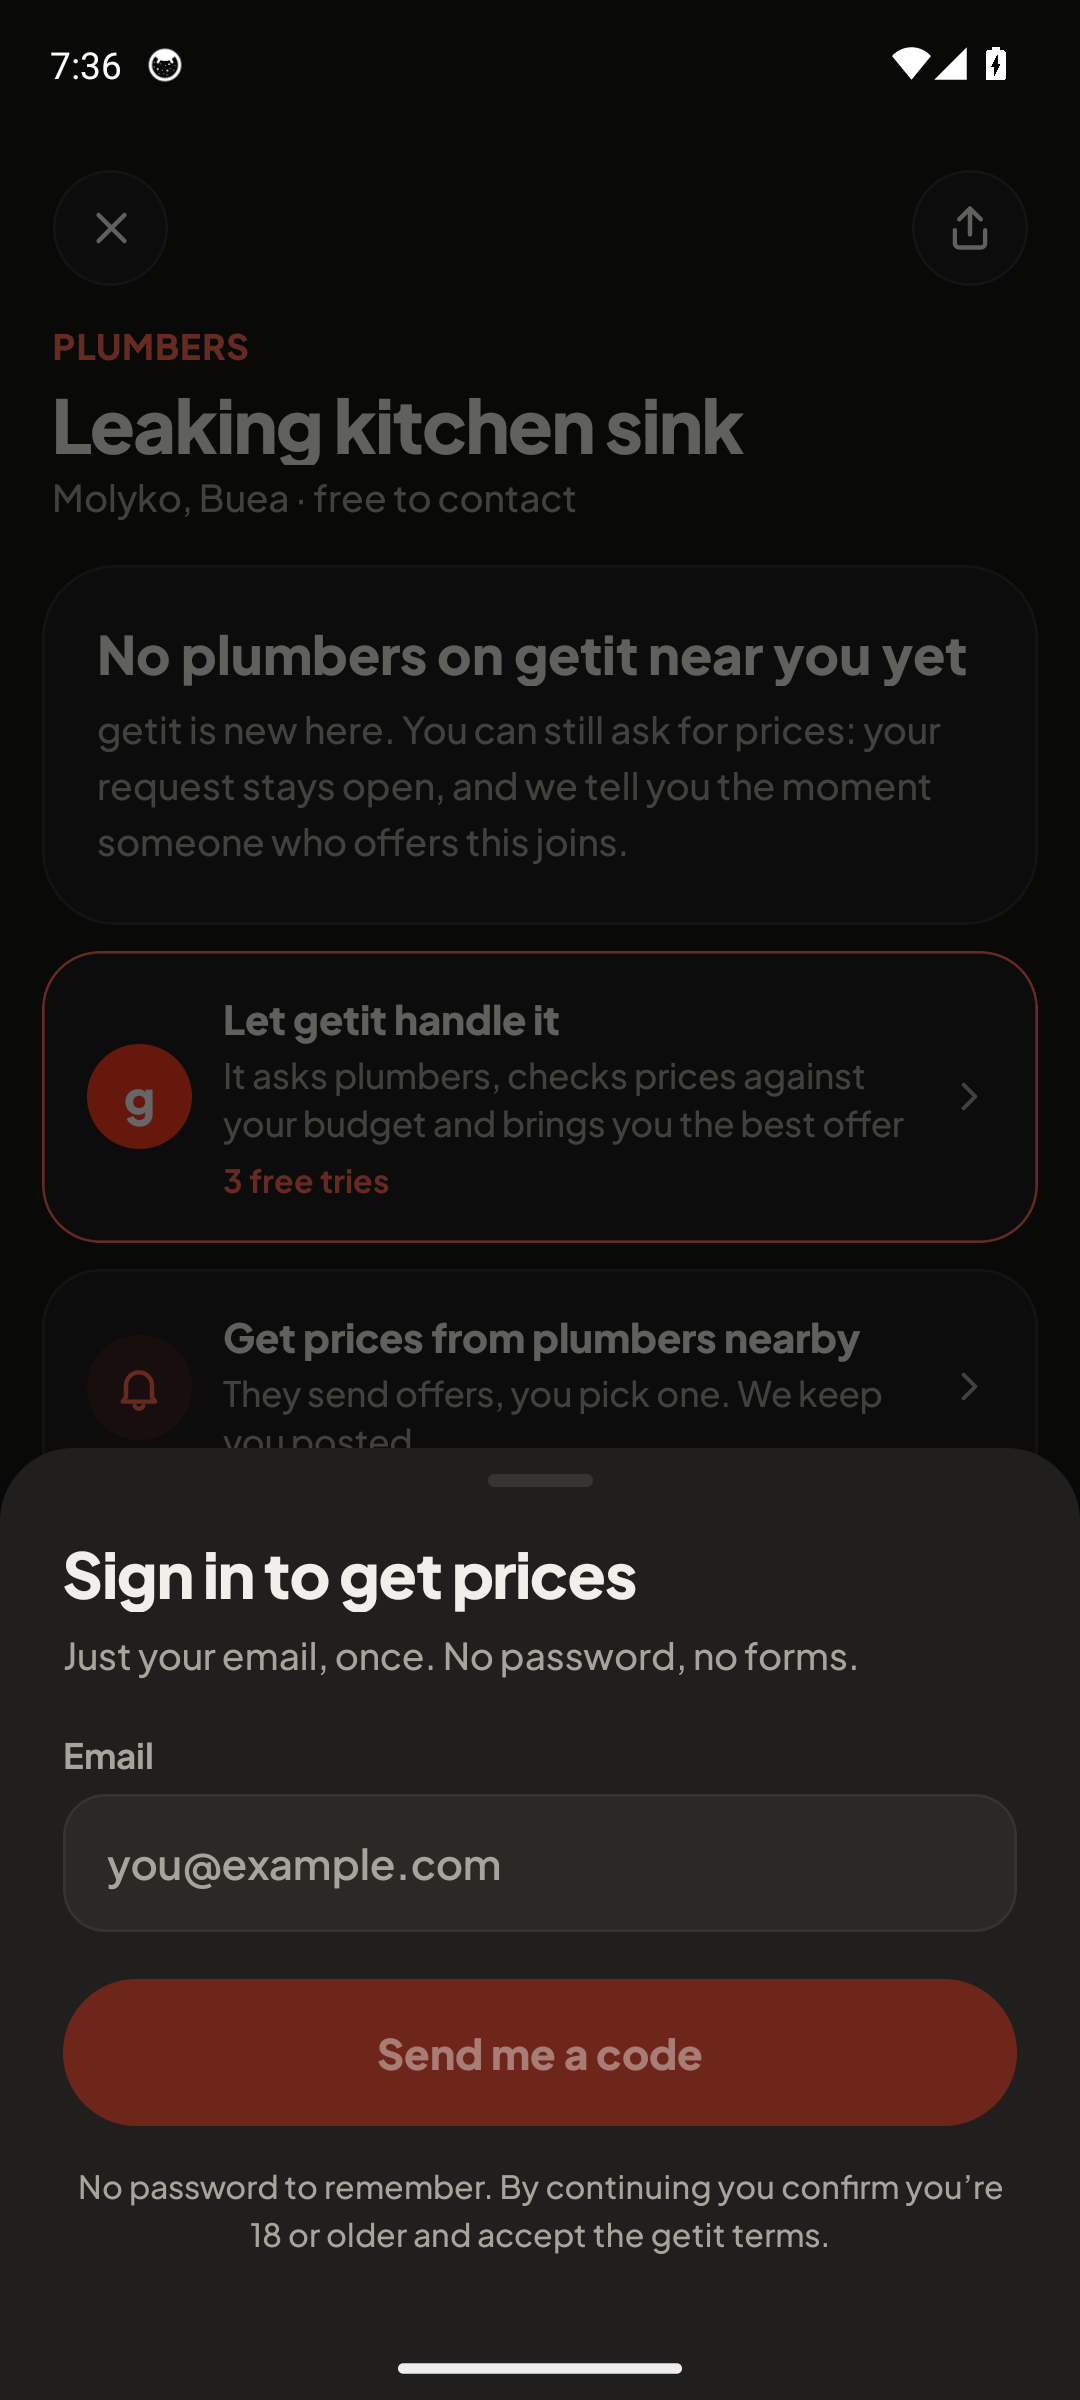 7:36
PLUMBERS
Leaking kitchen sink
Molyko, Buea · free to contact
No plumbers on getit near you yet
getit is new here. You can still ask for prices: your
request stays open, and we tell you the moment
someone who offers this joins.
Let getit handle it
g
It asks plumbers, checks prices against
your budget and brings you the best offer
3 free tries
Get prices from plumbers nearby
They send offers, you pick one. We keep
you posted
Sign in to get prices
Just your email, once. No password, no forms.
Email
you@example.com
Send me a code
No password to remember. By continuing you confirm you’re
18 or older and accept the getit terms.